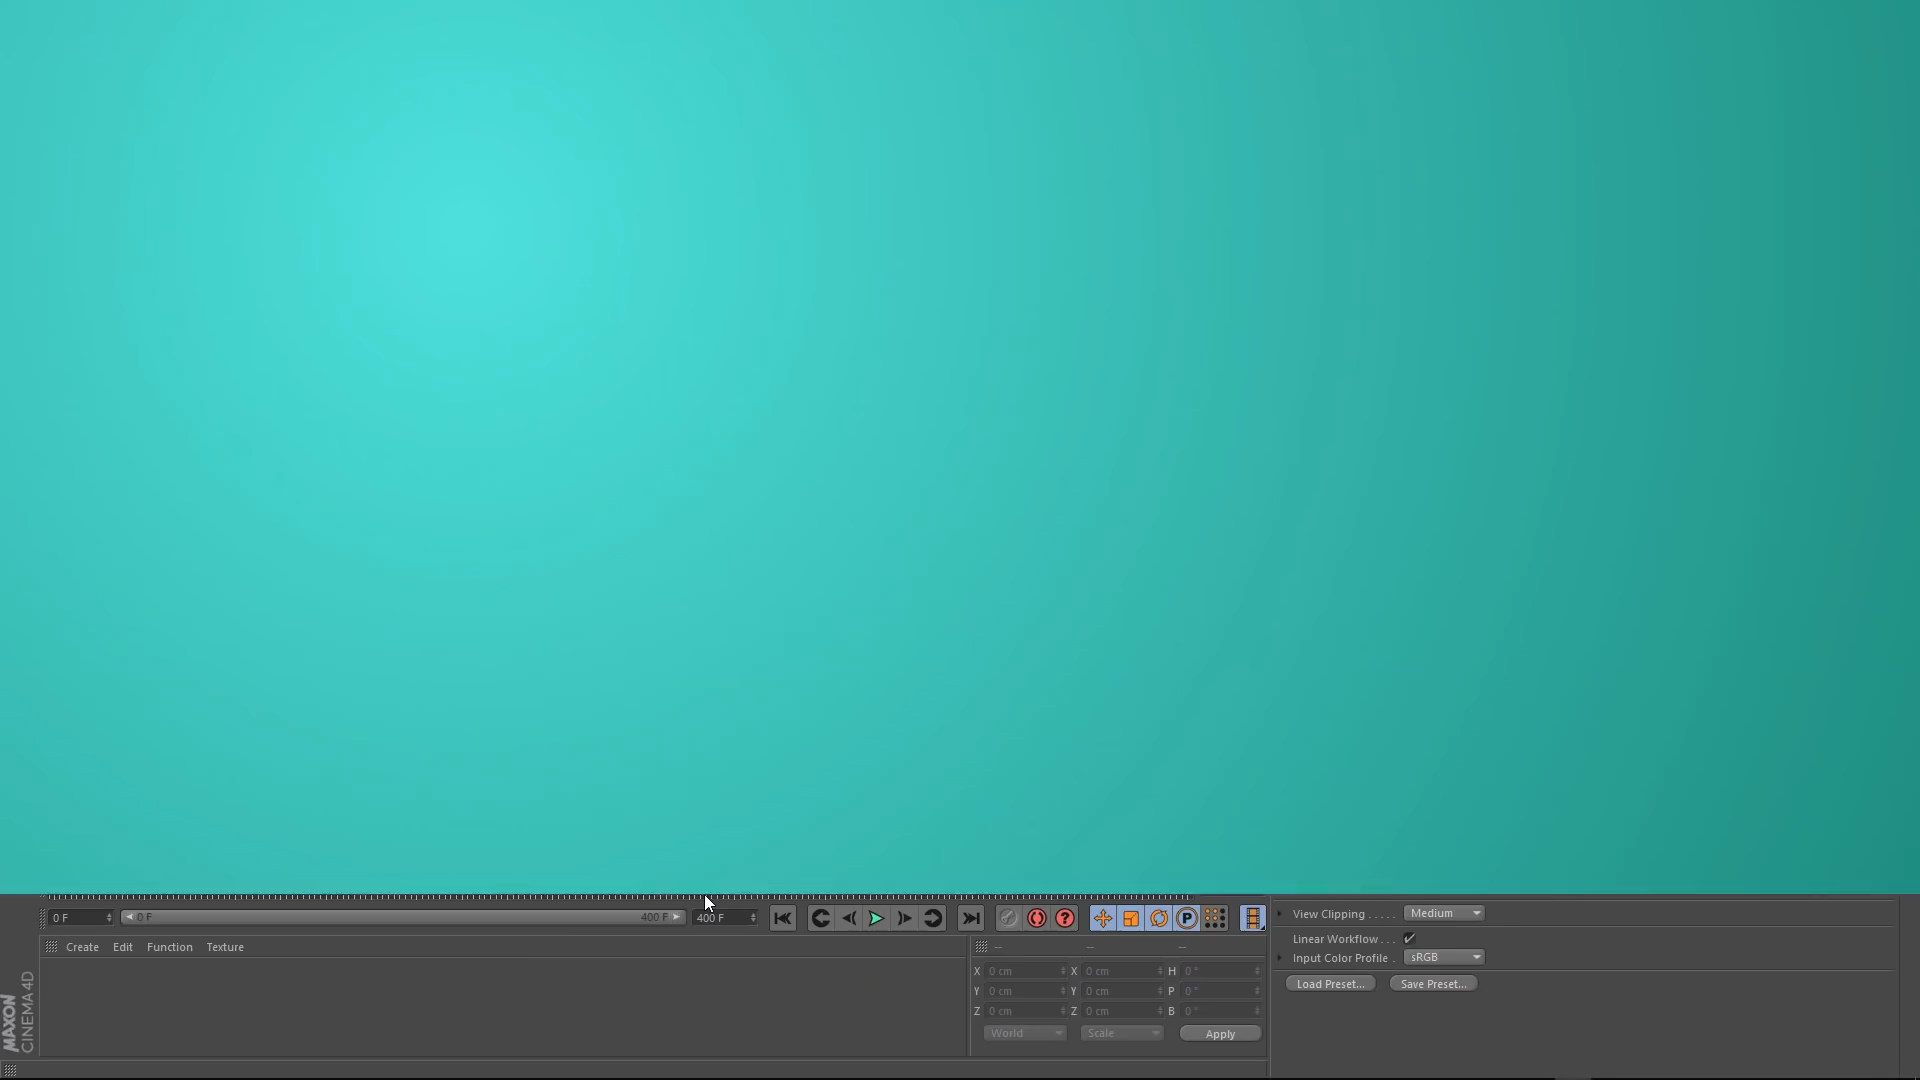 0 F 0 F 400 F 400 F P
View Clipping . . . . . Medium
Linear Workflow . . . ✓
Input Color Profile . sRGB
Load Preset... Save Preset...
Create Edit Function Texture
-- -- --
X 0 cm X 0 cm H 0 °
Y 0 cm Y 0 cm P 0 °
Z 0 cm Z 0 cm B 0 °
World Scale Apply
MAXON
CINEMA 4D